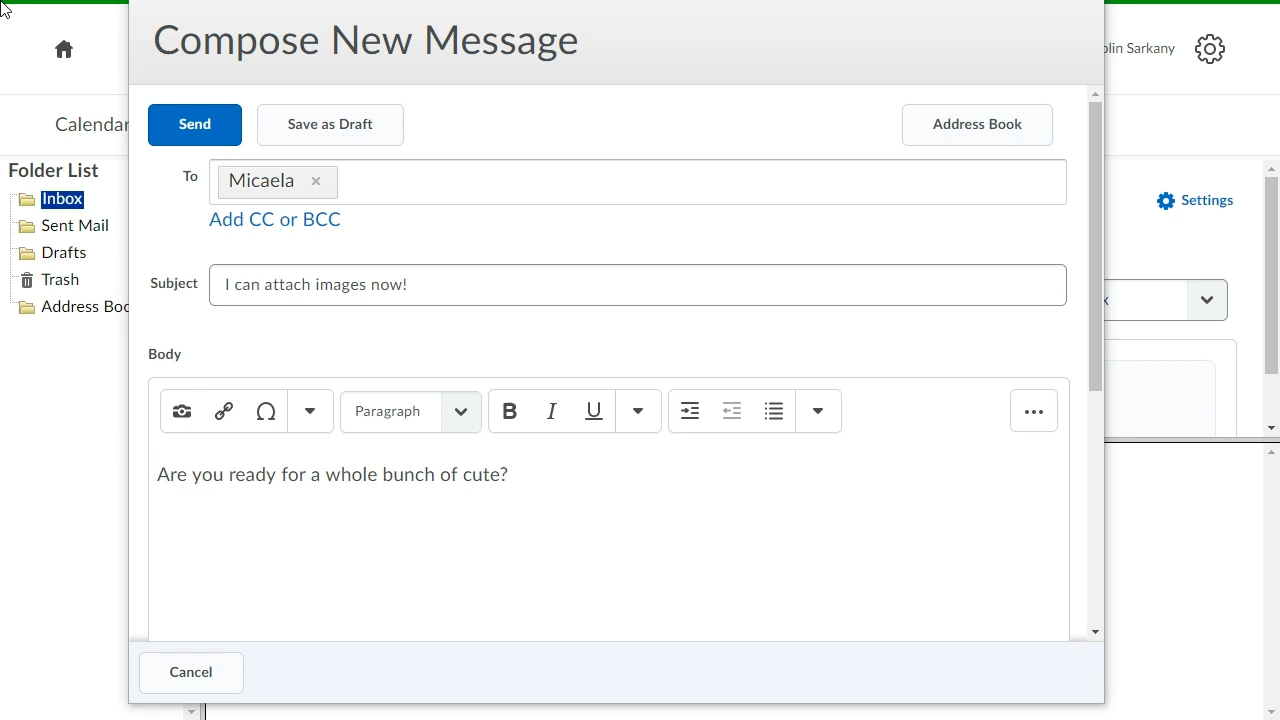 Compose New Message
olin Sarkany
Calendar
Send
Save as Draft
Address Book
Folder List
To
Micaela ×
Inbox
Settings
Add CC or BCC
Sent Mail
Drafts
Trash
Subject
I can attach images now!
Address Boo
x
Body
Paragraph
B I U
Are you ready for a whole bunch of cute?
Cancel